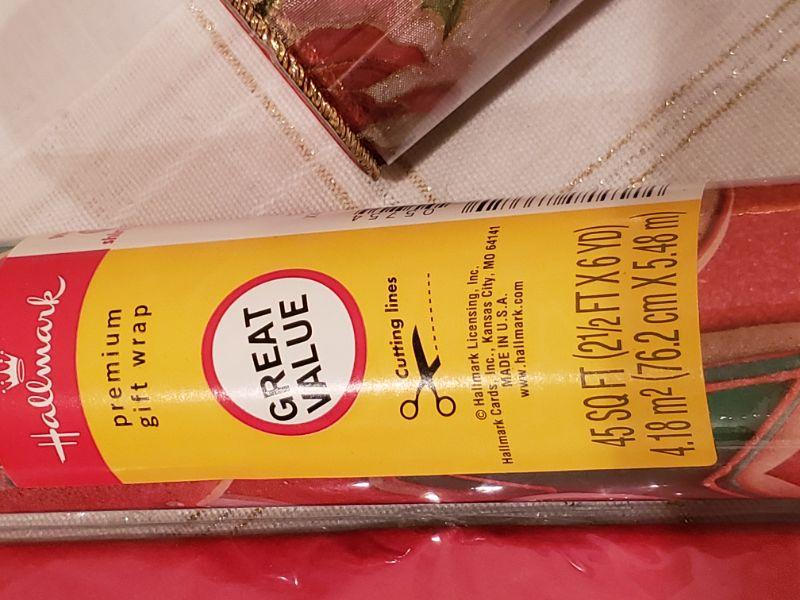 Hallmark
premium
gift wrap
GREAT
VALUE
Cutting lines
© Hallmark Licensing, Inc.
Hallmark Cards, Inc., Kansas City, MO 64141
MADE IN U.S.A.
www.hallmark.com
45 SQ FT (2 1/2 FT X 6 YD)
4.18 m² (76.2 cm X 5.48 m)